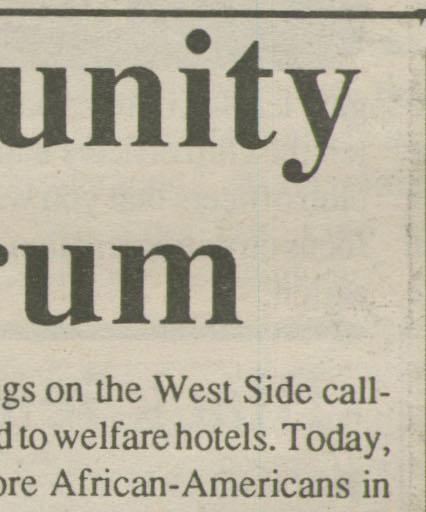 unity
rum
gs on the West Side call-
d to welfare hotels. Today,
ore African-Americans in